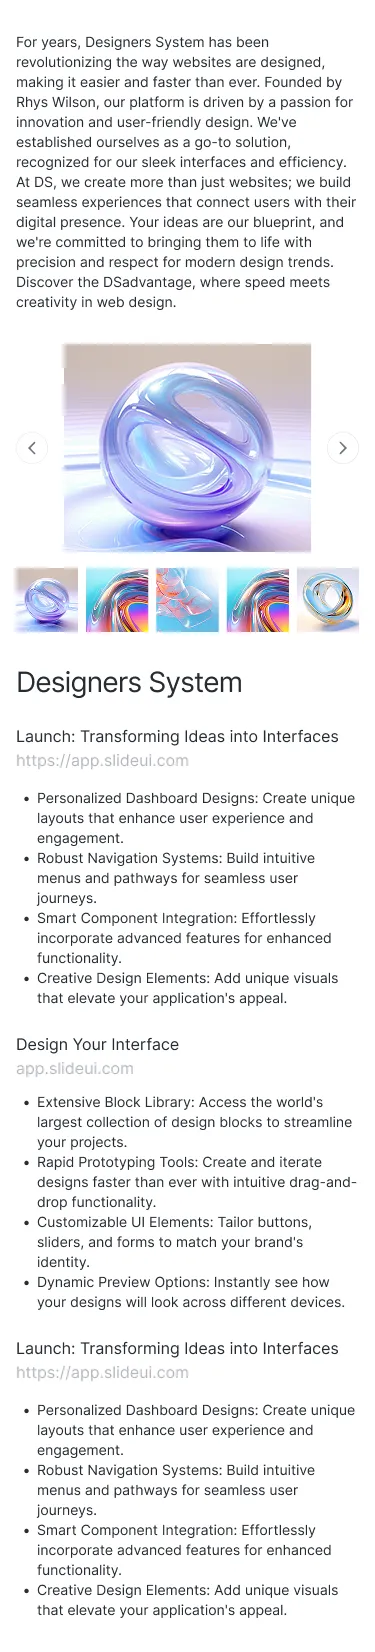 For years, Designers System has been
revolutionizing the way websites are designed,
making it easier and faster than ever. Founded by
Rhys Wilson, our platform is driven by a passion for
innovation and user-friendly design. We've
established ourselves as a go-to solution,
recognized for our sleek interfaces and efficiency.
At DS, we create more than just websites; we build
seamless experiences that connect users with their
digital presence. Your ideas are our blueprint, and
we're committed to bringing them to life with
precision and respect for modern design trends.
Discover the DSadvantage, where speed meets
creativity in web design.
Designers System
Launch: Transforming Ideas into Interfaces
https://app.slideui.com
• Personalized Dashboard Designs: Create unique
layouts that enhance user experience and
engagement.
• Robust Navigation Systems: Build intuitive
menus and pathways for seamless user
journeys.
• Smart Component Integration: Effortlessly
incorporate advanced features for enhanced
functionality.
• Creative Design Elements: Add unique visuals
that elevate your application's appeal.
Design Your Interface
app.slideui.com
• Extensive Block Library: Access the world's
largest collection of design blocks to streamline
your projects.
• Rapid Prototyping Tools: Create and iterate
designs faster than ever with intuitive drag-and-
drop functionality.
• Customizable UI Elements: Tailor buttons,
sliders, and forms to match your brand's
identity.
• Dynamic Preview Options: Instantly see how
your designs will look across different devices.
Launch: Transforming Ideas into Interfaces
https://app.slideui.com
• Personalized Dashboard Designs: Create unique
layouts that enhance user experience and
engagement.
• Robust Navigation Systems: Build intuitive
menus and pathways for seamless user
journeys.
• Smart Component Integration: Effortlessly
incorporate advanced features for enhanced
functionality.
• Creative Design Elements: Add unique visuals
that elevate your application's appeal.